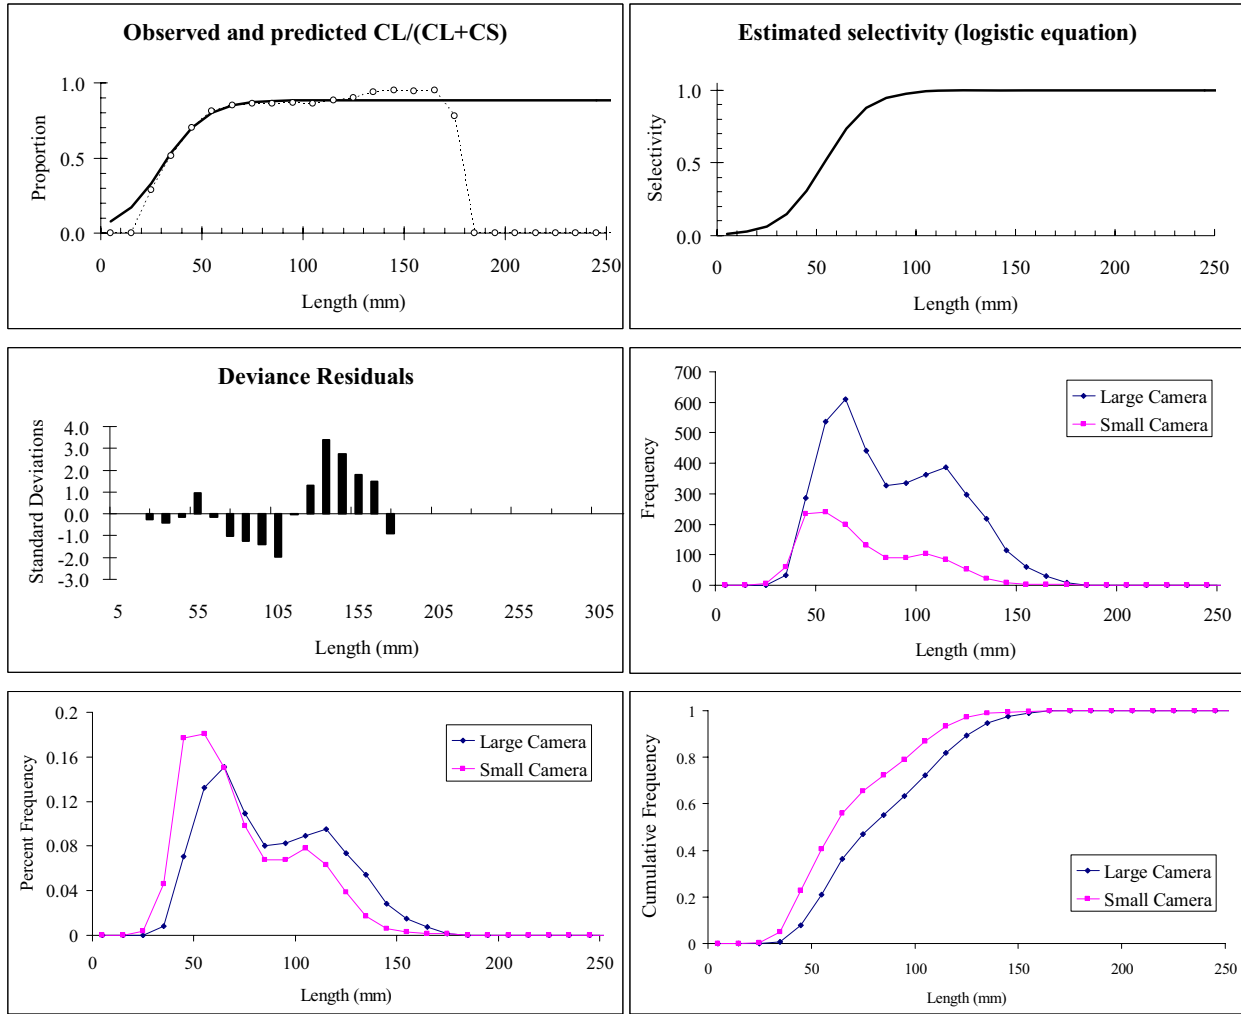 Observed and predicted CL/(CL+CS)
Proportion
1.0
0.5
0.0
0 50 100 150 200 250
Length (mm)
Estimated selectivity (logistic equation)
Selectivity
1.0
0.5
0.0
0 50 100 150 200 250
Length (mm)
Deviance Residuals
Standard Deviations
4.0
3.0
2.0
1.0
0.0
-1.0
-2.0
-3.0
5 55 105 155 205 255 305
Length (mm)
Frequency
700
600
500
400
300
200
100
0
0 50 100 150 200 250
Length (mm)
Large Camera
Small Camera
Percent Frequency
0.2
0.16
0.12
0.08
0.04
0
0 50 100 150 200 250
Length (mm)
Large Camera
Small Camera
Cumulative Frequency
1
0.8
0.6
0.4
0.2
0
0 50 100 150 200 250
Length (mm)
Large Camera
Small Camera